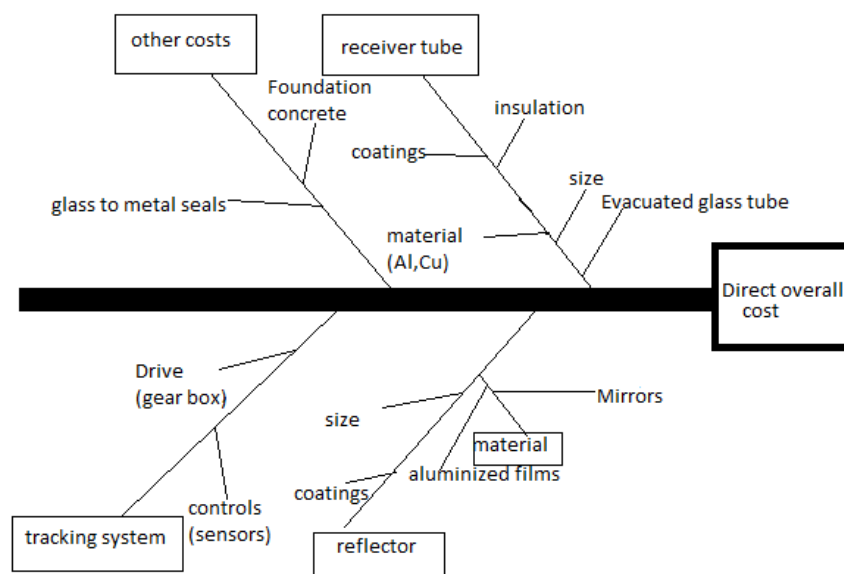 other costs
receiver tube
Foundation
concrete
insulation
coatings
size
glass to metal seals
Evacuated glass tube
material
(Al,Cu)
Direct overall
cost
Drive
(gear box)
Mirrors
size
material
aluminized films
coatings
controls
(sensors)
tracking system
reflector